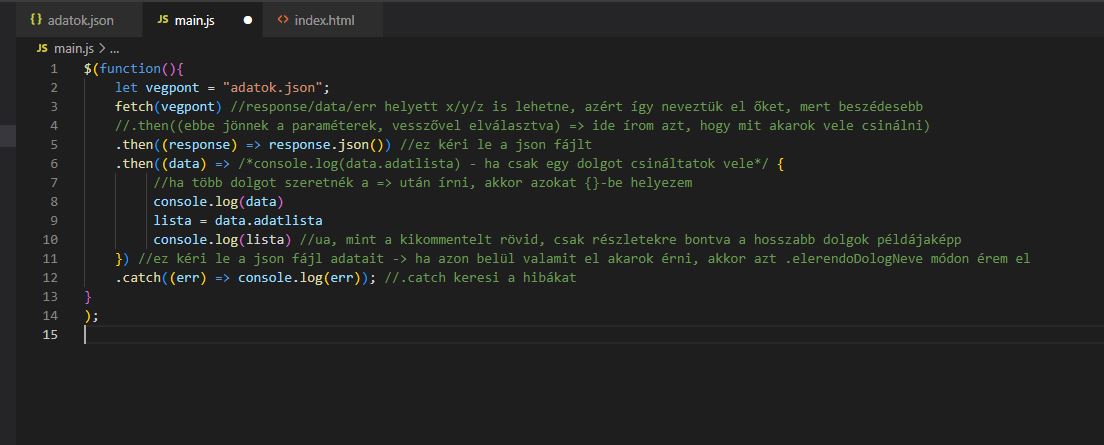 {} adatok.json JS main.js ● <> index.html
JS main.js > ...
1 $(function(){
2 let vegpont = "adatok.json";
3 fetch(vegpont) //response/data/err helyett x/y/z is lehetne, azért így neveztük el őket, mert beszédesebb
4 //.then((ebbe jönnek a paraméterek, vesszővel elválasztva) => ide írom azt, hogy mit akarok vele csinálni)
5 .then((response) => response.json()) //ez kéri le a json fájlt
6 .then((data) => /*console.log(data.adatlista) - ha csak egy dolgot csináltatok vele*/ {
7 //ha több dolgot szeretnék a => után írni, akkor azokat {}-be helyezem
8 console.log(data)
9 lista = data.adatlista
10 console.log(lista) //ua, mint a kikommentelt rövid, csak részletekre bontva a hosszabb dolgok példájaképp
11 }) //ez kéri le a json fájl adatait -> ha azon belül valamit el akarok érni, akkor azt .elerendoDologNeve módon érem el
12 .catch((err) => console.log(err)); //.catch keresi a hibákat
13 }
14 );
15